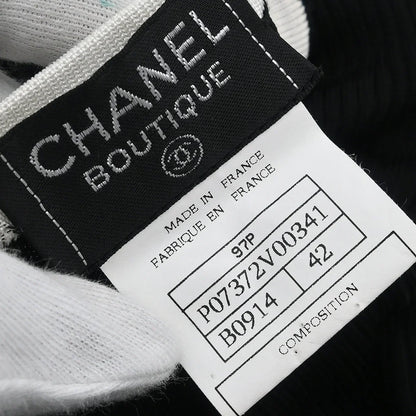 CHANEL
BOUTIQUE
MADE IN FRANCE
FABRIQUE EN FRANCE
97P
P07372V00341
B0914 42
COMPOSITION